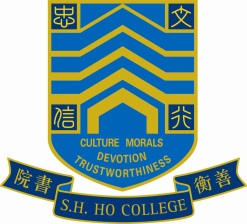 忠 文
信 行
CULTURE MORALS
DEVOTION
TRUSTWORTHINESS
善衡書院
S.H. HO COLLEGE